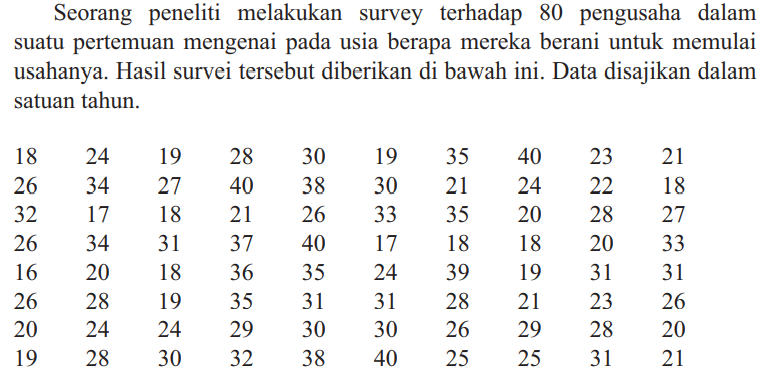 Seorang peneliti melakukan survey terhadap 80 pengusaha dalam
suatu pertemuan mengenai pada usia berapa mereka berani untuk memulai
usahanya. Hasil survei tersebut diberikan di bawah ini. Data disajikan dalam
satuan tahun.
18 24 19 28 30 19 35 40 23 21
26 34 27 40 38 30 21 24 22 18
32 17 18 21 26 33 35 20 28 27
26 34 31 37 40 17 18 18 20 33
16 20 18 36 35 24 39 19 31 31
26 28 19 35 31 31 28 21 23 26
20 24 24 29 30 30 26 29 28 20
19 28 30 32 38 40 25 25 31 21